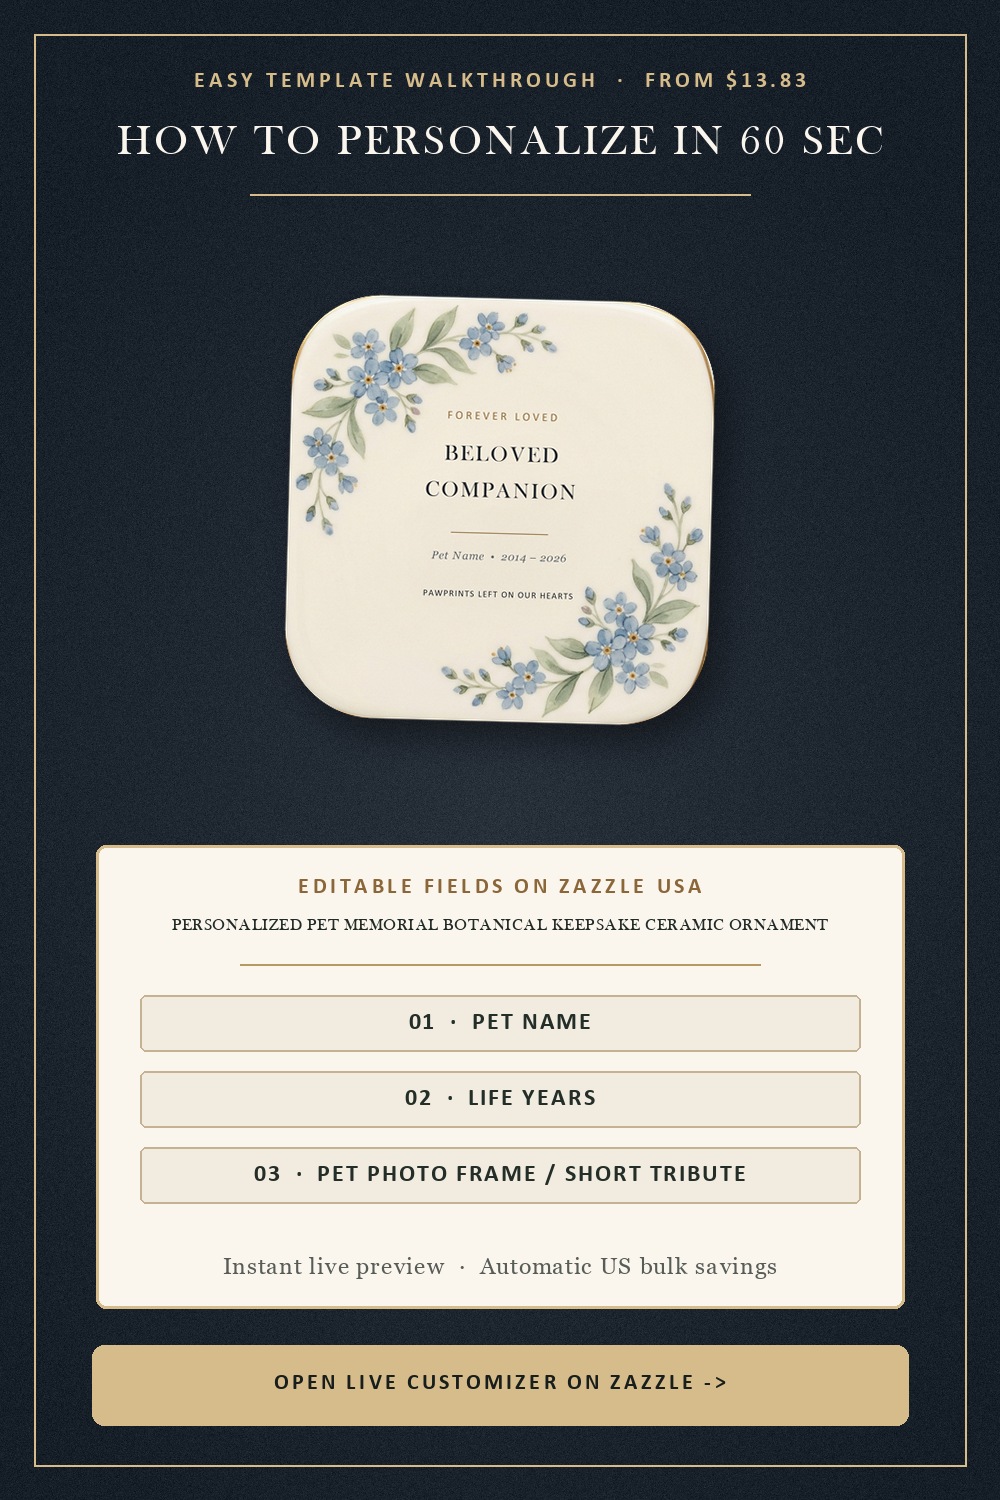 EASY TEMPLATE WALKTHROUGH · FROM $13.83
HOW TO PERSONALIZE IN 60 SEC
FOREVER LOVED
BELOVED
COMPANION
Pet Name • 2014 – 2026
PAWPRINTS LEFT ON OUR HEARTS
EDITABLE FIELDS ON ZAZZLE USA
PERSONALIZED PET MEMORIAL BOTANICAL KEEPSAKE CERAMIC ORNAMENT
01 · PET NAME
02 · LIFE YEARS
03 · PET PHOTO FRAME / SHORT TRIBUTE
Instant live preview · Automatic US bulk savings
OPEN LIVE CUSTOMIZER ON ZAZZLE ->